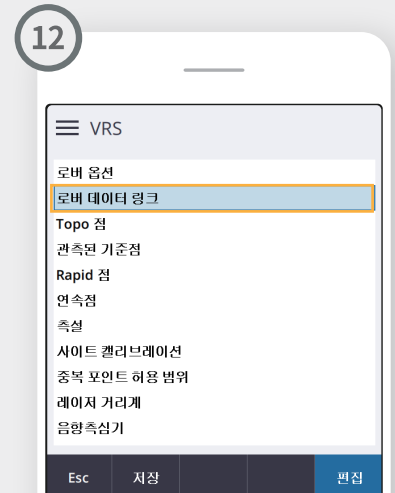 12
VRS
로버 옵션
로버 데이터 링크
Topo 점
관측된 기준점
Rapid 점
연속점
측설
사이트 캘리브레이션
중복 포인트 허용 범위
레이저 거리계
음향측심기
Esc 저장 편집